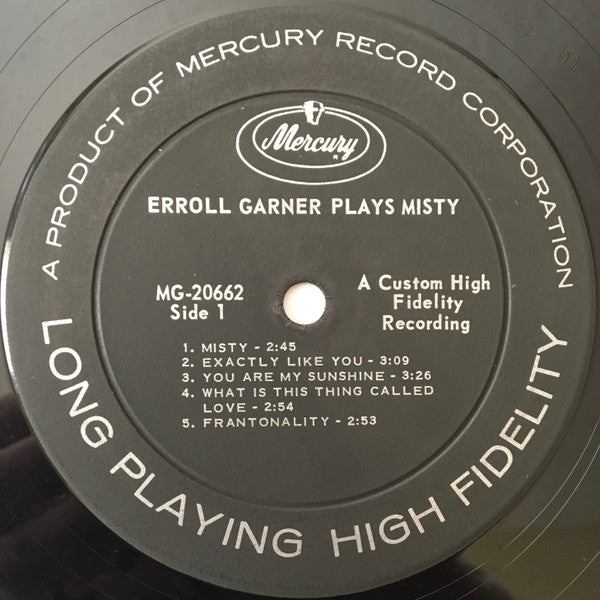 A PRODUCT OF MERCURY RECORD CORPORATION
Mercury
ERROLL GARNER PLAYS MISTY
MG-20662
Side 1
A Custom High
Fidelity
Recording
1. MISTY - 2:45
2. EXACTLY LIKE YOU - 3:09
3. YOU ARE MY SUNSHINE - 3:26
4. WHAT IS THIS THING CALLED
LOVE - 2:54
5. FRANTONALITY - 2:53
LONG PLAYING HIGH FIDELITY